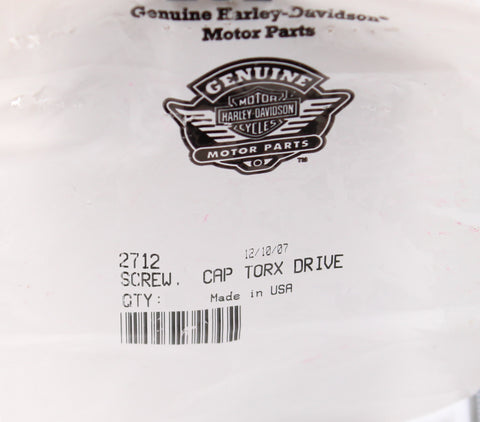 Genuine Harley-Davidson
Motor Parts
GENUINE
MOTOR
HARLEY-DAVIDSON
CYCLES
MOTOR PARTS
TM
12/10/07
2712
SCREW. CAP TORX DRIVE
QTY: Made in USA